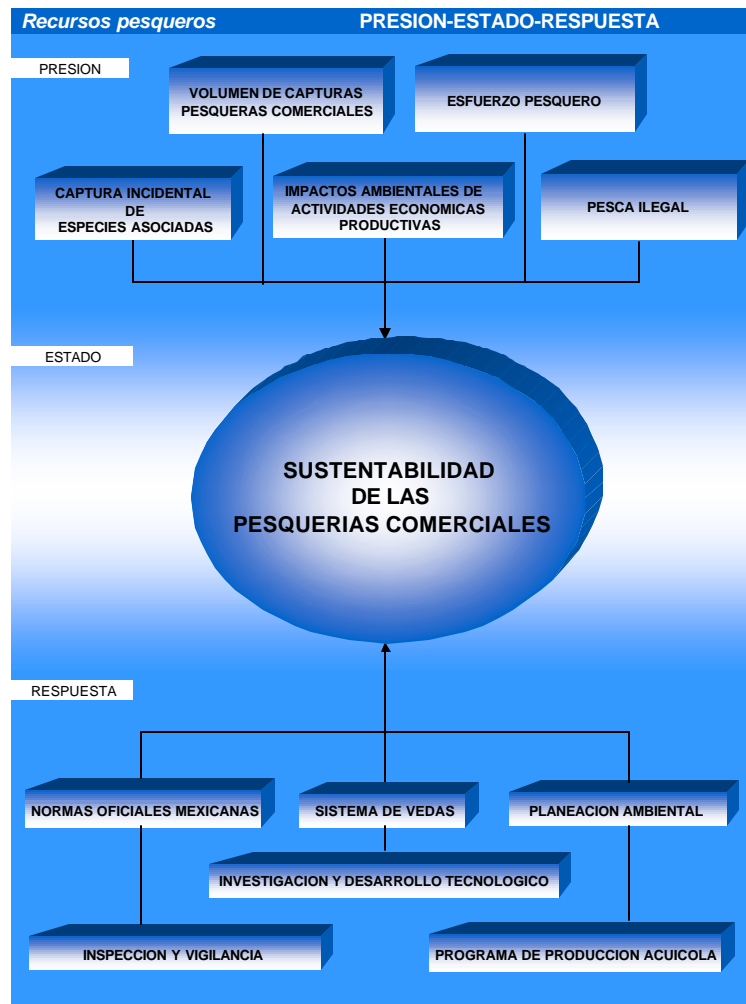 Recursos pesqueros
PRESION-ESTADO-RESPUESTA
PRESION
VOLUMEN DE CAPTURAS
PESQUERAS COMERCIALES
ESFUERZO PESQUERO
CAPTURA INCIDENTAL
DE
ESPECIES ASOCIADAS
IMPACTOS AMBIENTALES DE
ACTIVIDADES ECONOMICAS
PRODUCTIVAS
PESCA ILEGAL
ESTADO
SUSTENTABILIDAD
DE LAS
PESQUERIAS COMERCIALES
RESPUESTA
NORMAS OFICIALES MEXICANAS
SISTEMA DE VEDAS
PLANEACION AMBIENTAL
INVESTIGACION Y DESARROLLO TECNOLOGICO
INSPECCION Y VIGILANCIA
PROGRAMA DE PRODUCCION ACUICOLA